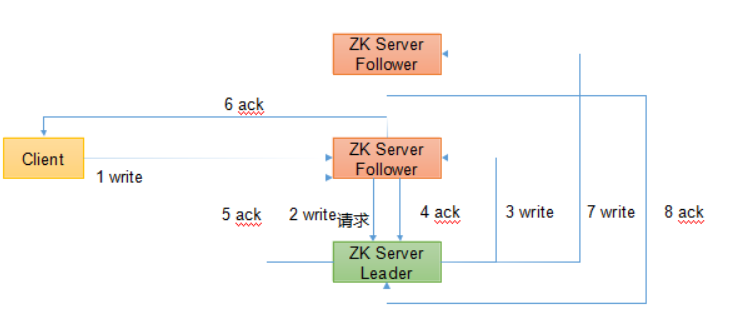 ZK Server
Follower
6 ack
Client
ZK Server
Follower
1 write
5 ack
2 write请求
4 ack
3 write
7 write
8 ack
ZK Server
Leader